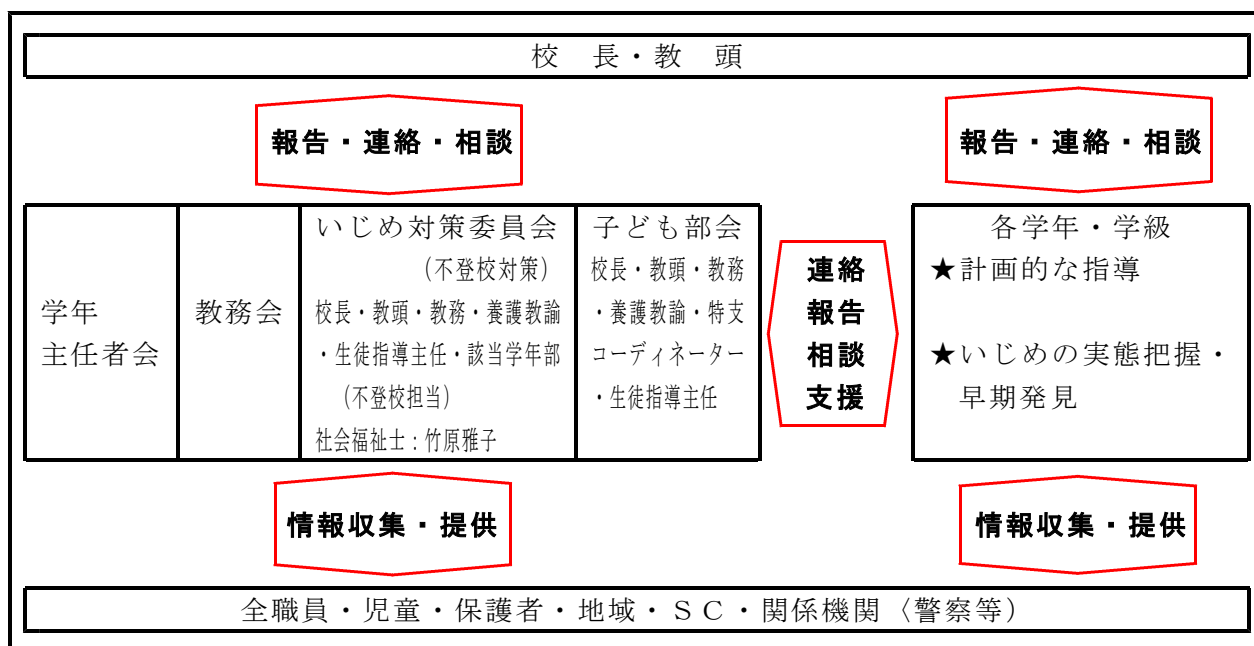 校　長・教　頭
報告・連絡・相談
報告・連絡・相談
学年
主任者会
教務会
いじめ対策委員会
(不登校対策)
校長・教頭・教務・養護教諭
・生徒指導主任・該当学年部
(不登校担当)
社会福祉士：竹原雅子
子ども部会
校長・教頭・教務
・養護教諭・特支
コーディネーター
・生徒指導主任
連絡
報告
相談
支援
各学年・学級
★計画的な指導
★いじめの実態把握・
早期発見
情報収集・提供
情報収集・提供
全職員・児童・保護者・地域・ＳＣ・関係機関〈警察等）